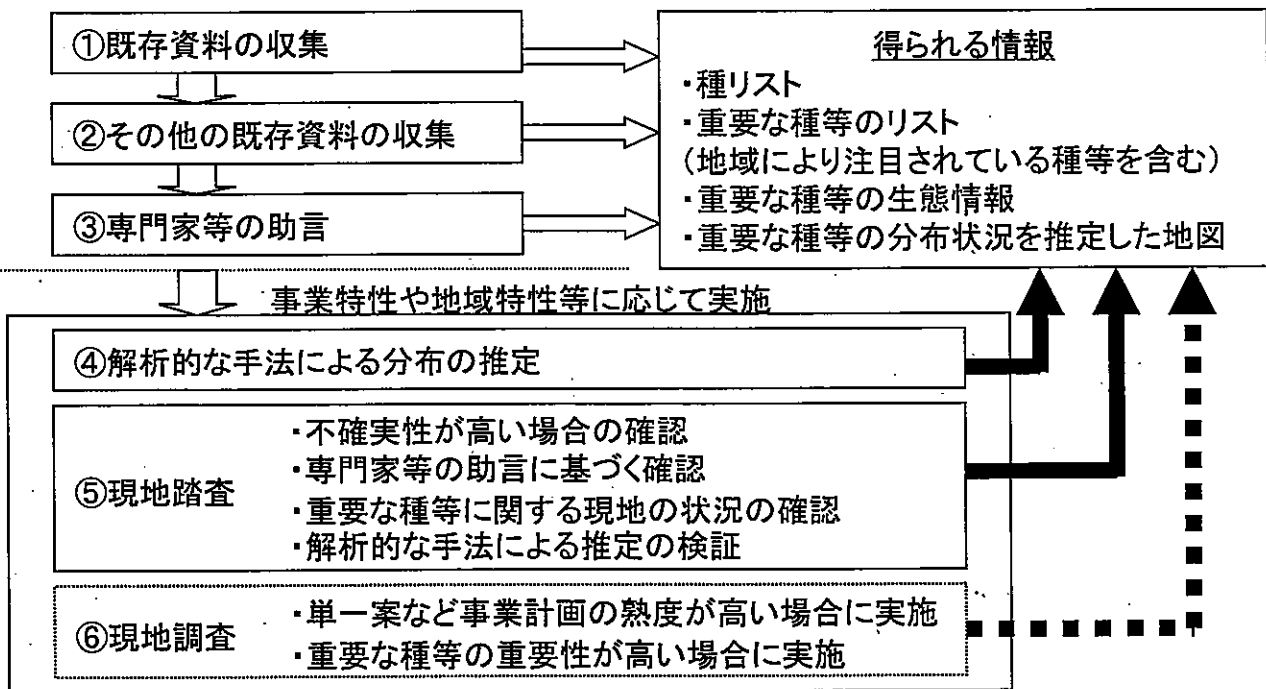 ①既存資料の収集
②その他の既存資料の収集
③専門家等の助言
得られる情報
・種リスト
・重要な種等のリスト
（地域により注目されている種等を含む）
・重要な種等の生態情報
・重要な種等の分布状況を推定した地図
事業特性や地域特性等に応じて実施
④解析的な手法による分布の推定
⑤現地踏査
・不確実性が高い場合の確認
・専門家等の助言に基づく確認
・重要な種等に関する現地の状況の確認
・解析的な手法による推定の検証
⑥現地調査
・単一案など事業計画の熟度が高い場合に実施
・重要な種等の重要性が高い場合に実施